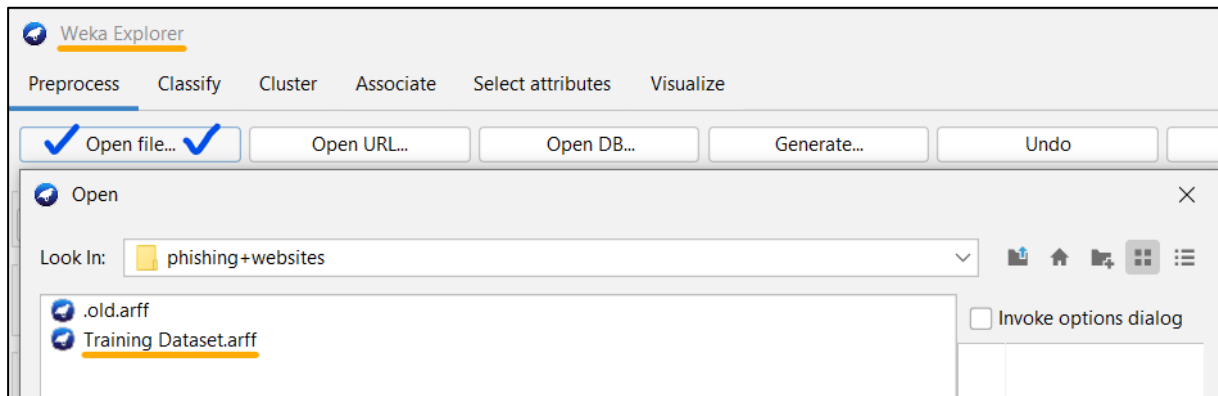 Weka Explorer
Preprocess Classify Cluster Associate Select attributes Visualize
Open file... Open URL... Open DB... Generate... Undo
Open
Look In: phishing+websites
.old.arff
Invoke options dialog
Training Dataset.arff